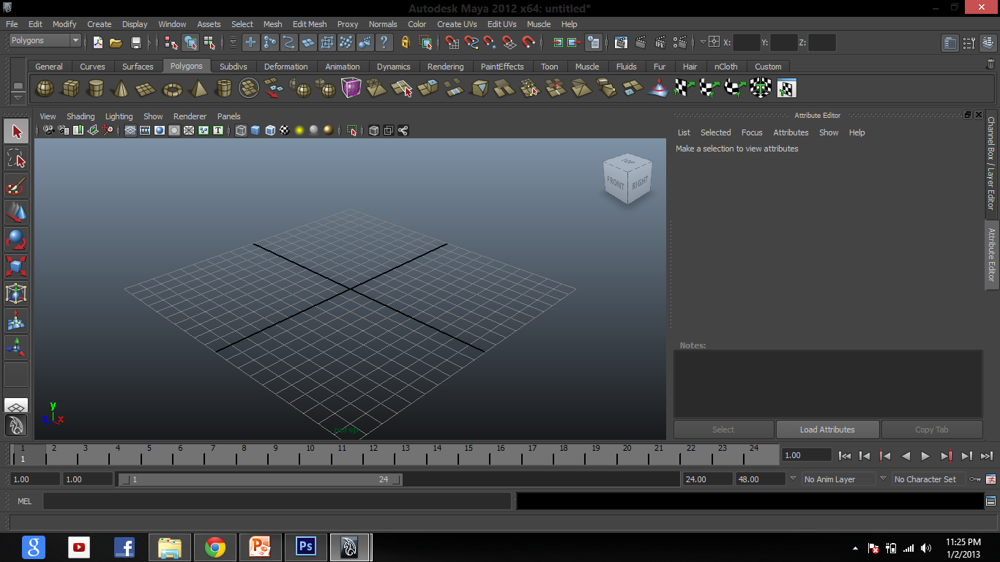 Autodesk Maya 2012 x64: untitled*
File Edit Modify Create Display Window Assets Select Mesh Edit Mesh Proxy Normals Color Create UVs Edit UVs Muscle Help
Polygons X: Y: Z:
General Curves Surfaces Polygons Subdivs Deformation Animation Dynamics Rendering PaintEffects Toon Muscle Fluids Fur Hair nCloth Custom
View Shading Lighting Show Renderer Panels
Attribute Editor
List Selected Focus Attributes Show Help
Make a selection to view attributes
Channel Box / Layer Editor
Attribute Editor
TOP
FRONT RIGHT
Notes:
y
z x
persp
Select Load Attributes Copy Tab
1 2 3 4 5 6 7 8 9 10 11 12 13 14 15 16 17 18 19 20 21 22 23 24
1
1.00
1.00 1.00 1 24 24.00 48.00 No Anim Layer No Character Set
MEL
g f P Ps
11:25 PM
1/2/2013